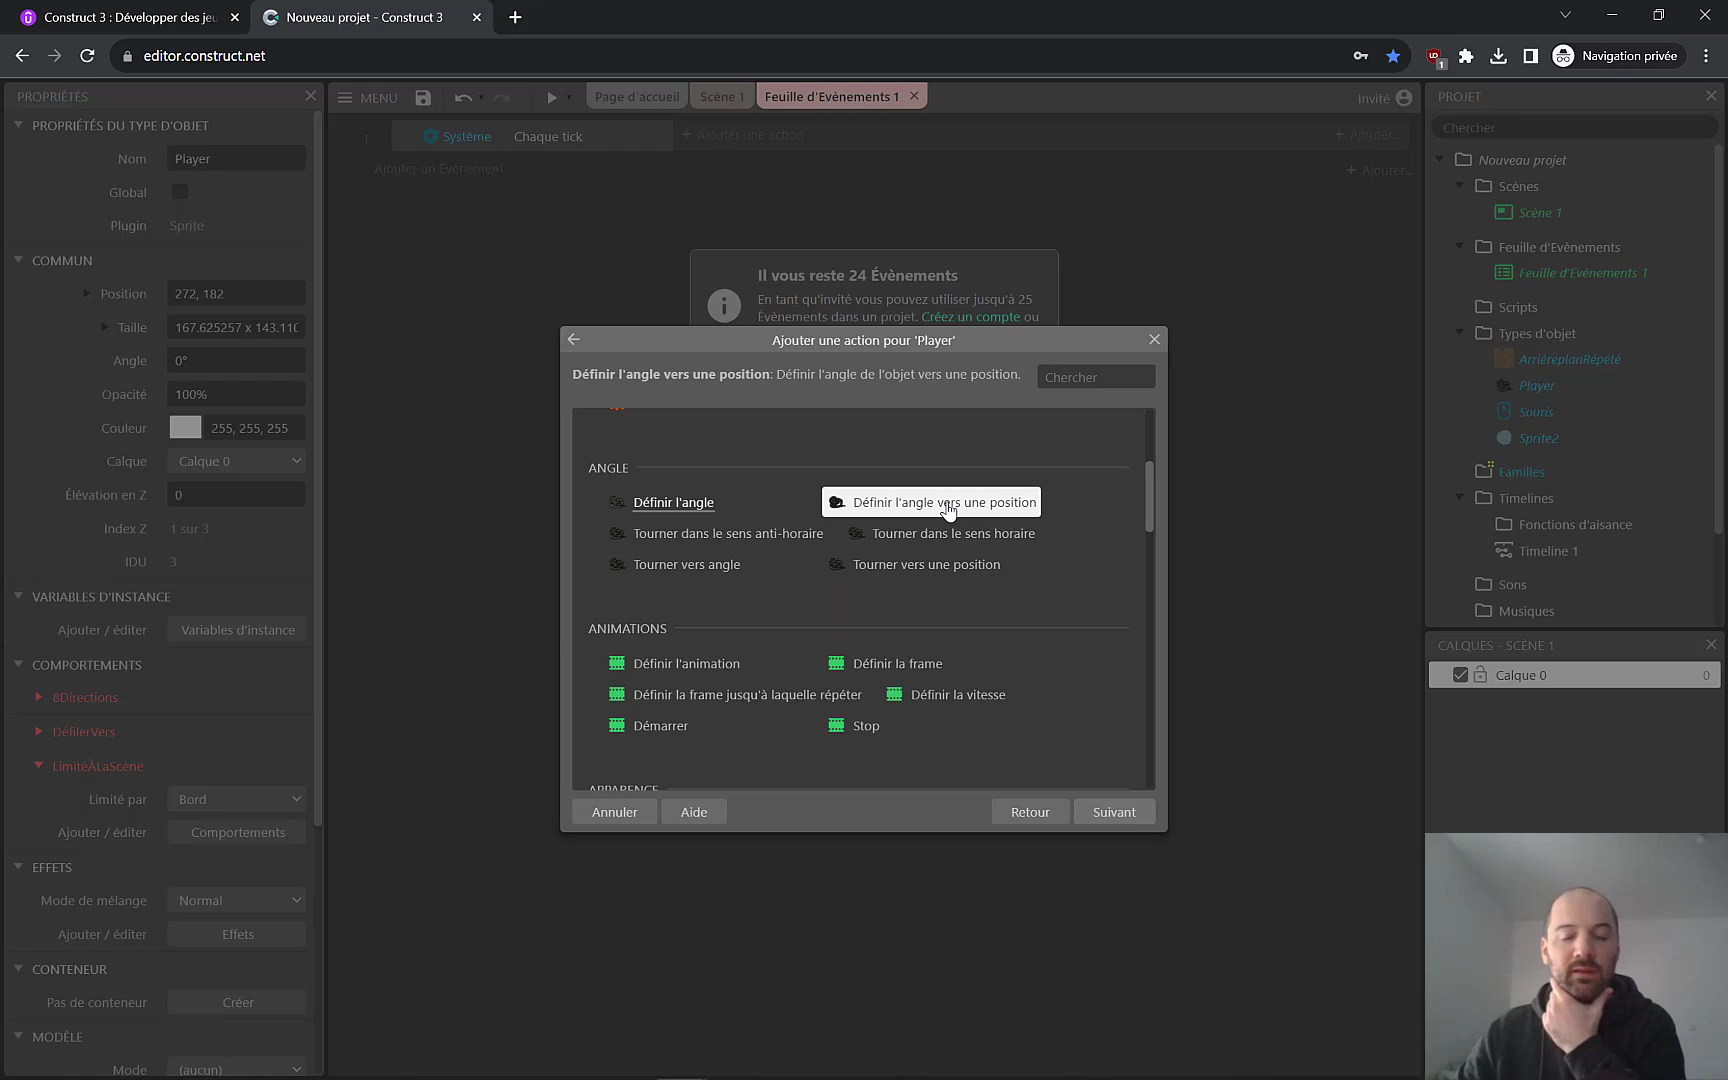 Construct 3 : Développer des jeu
Nouveau projet - Construct 3
editor.construct.net
1
Navigation privée
PROPRIÉTÉS
MENU
Page d'accueil
Scène 1
Feuille d'Evènements 1
Invité
PROJET
PROPRIÉTÉS DU TYPE D'OBJET
Nom
Player
Global
Plugin
Sprite
COMMUN
Position
272, 182
Taille
167.625257 x 143.110
Angle
0°
Opacité
100%
Couleur
255, 255, 255
Calque
Calque 0
Élévation en Z
0
Index Z
1 sur 3
IDU
3
VARIABLES D'INSTANCE
Ajouter / éditer
Variables d'instance
COMPORTEMENTS
8Directions
DéfilerVers
LimitéÀLaScène
Limité par
Bord
Ajouter / éditer
Comportements
EFFETS
Mode de mélange
Normal
Ajouter / éditer
Effets
CONTENEUR
Pas de conteneur
Créer
MODÈLE
Mode
(aucun)
1
Système
Chaque tick
+ Ajouter une action
+ Ajouter...
Ajouter un Evènement
+ Ajouter...
Il vous reste 24 Évènements
En tant qu'invité vous pouvez utiliser jusqu'à 25
Évènements dans un projet. Créez un compte ou
Ajouter une action pour 'Player'
Définir l'angle vers une position: Définir l'angle de l'objet vers une position.
Chercher
ANGLE
Définir l'angle
Définir l'angle vers une position
Tourner dans le sens anti-horaire
Tourner dans le sens horaire
Tourner vers angle
Tourner vers une position
ANIMATIONS
Définir l'animation
Définir la frame
Définir la frame jusqu'à laquelle répéter
Définir la vitesse
Démarrer
Stop
APPARENCE
Annuler
Aide
Retour
Suivant
Chercher
Nouveau projet
Scènes
Scène 1
Feuille d'Evènements
Feuille d'Evènements 1
Scripts
Types d'objet
ArrièreplanRépété
Player
Souris
Sprite2
Familles
Timelines
Fonctions d'aisance
Timeline 1
Sons
Musiques
CALQUES - SCÈNE 1
Calque 0
0